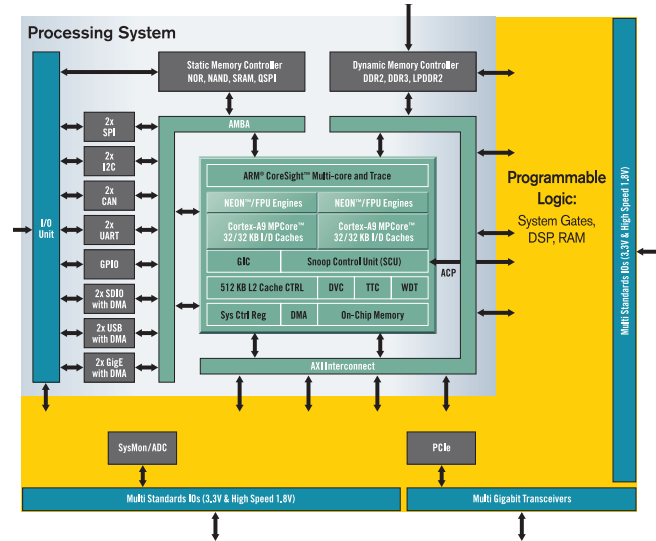 Processing System
Static Memory Controller
NOR, NAND, SRAM, QSPI
Dynamic Memory Controller
DDR2, DDR3, LPDDR2
AMBA
2x
SPI
2x
I2C
2x
CAN
2x
UART
GPIO
2x SDIO
with DMA
2x USB
with DMA
2x GigE
with DMA
I/O
Unit
ARM® CoreSight™ Multi-core and Trace
NEON™/FPU Engines
NEON™/FPU Engines
Cortex-A9 MPCore™
32/32 KB I/D Caches
Cortex-A9 MPCore™
32/32 KB I/D Caches
GIC
Snoop Control Unit (SCU)
512 KB L2 Cache CTRL
DVC
TTC
WDT
Sys Ctrl Reg
DMA
On-Chip Memory
ACP
AXI Interconnect
Programmable
Logic:
System Gates,
DSP, RAM
Multi Standards IOs (3.3V & High Speed 1.8V)
SysMon/ADC
PCIe
Multi Standards IOs (3.3V & High Speed 1.8V)
Multi Gigabit Transceivers